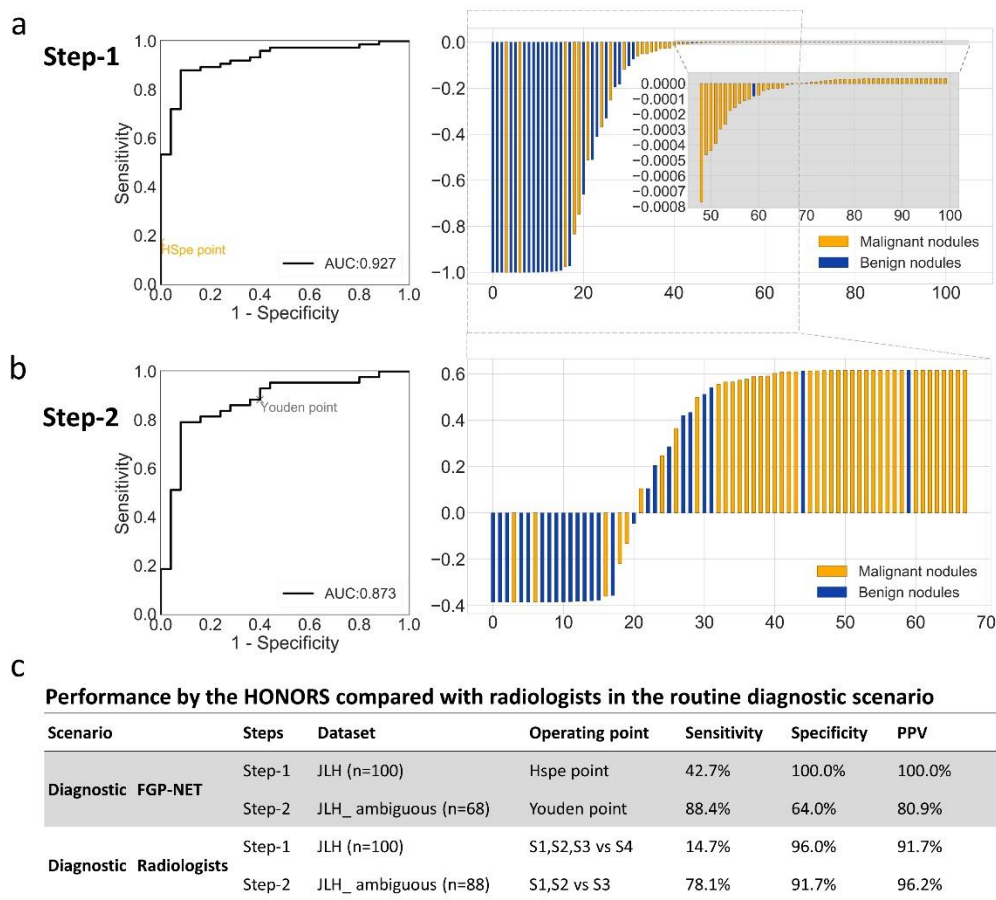 a
Step-1
1.0
0.8
0.6
0.4
0.2
0.0
Sensitivity
HSpe point
AUC:0.927
0.0 0.2 0.4 0.6 0.8 1.0
1 - Specificity
0.0
−0.2
−0.4
−0.6
−0.8
−1.0
0 20 40 60 80 100
0.0000
−0.0001
−0.0002
−0.0003
−0.0004
−0.0005
−0.0006
−0.0007
−0.0008
50 60 70 80 90 100
Malignant nodules
Benign nodules
b
Step-2
1.0
0.8
0.6
0.4
0.2
0.0
Sensitivity
Youden point
AUC:0.873
0.0 0.2 0.4 0.6 0.8 1.0
1 - Specificity
0.6
0.4
0.2
0.0
−0.2
−0.4
0 10 20 30 40 50 60 70
Malignant nodules
Benign nodules
c
Performance by the HONORS compared with radiologists in the routine diagnostic scenario
Scenario Steps Dataset Operating point Sensitivity Specificity PPV
Diagnostic FGP-NET
Step-1 JLH (n=100) Hspe point 42.7% 100.0% 100.0%
Step-2 JLH_ ambiguous (n=68) Youden point 88.4% 64.0% 80.9%
Diagnostic Radiologists
Step-1 JLH (n=100) S1,S2,S3 vs S4 14.7% 96.0% 91.7%
Step-2 JLH_ ambiguous (n=88) S1,S2 vs S3 78.1% 91.7% 96.2%